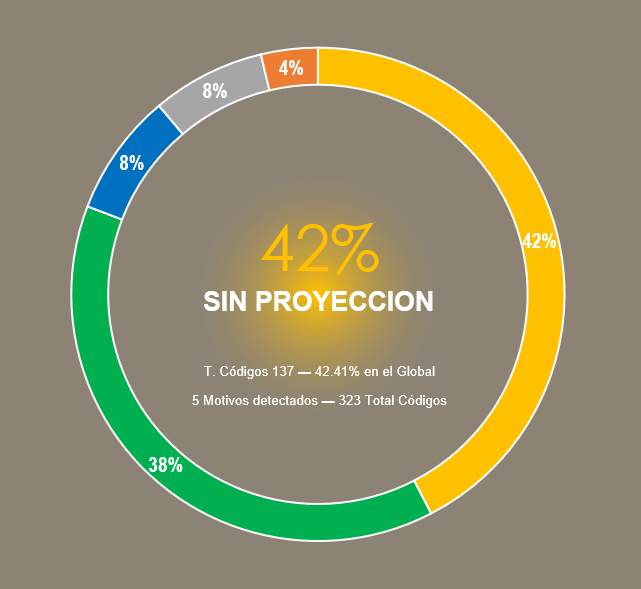 4%
8%
8%
42%
42%
SIN PROYECCION
T. Códigos 137 — 42.41% en el Global
5 Motivos detectados — 323 Total Códigos
38%